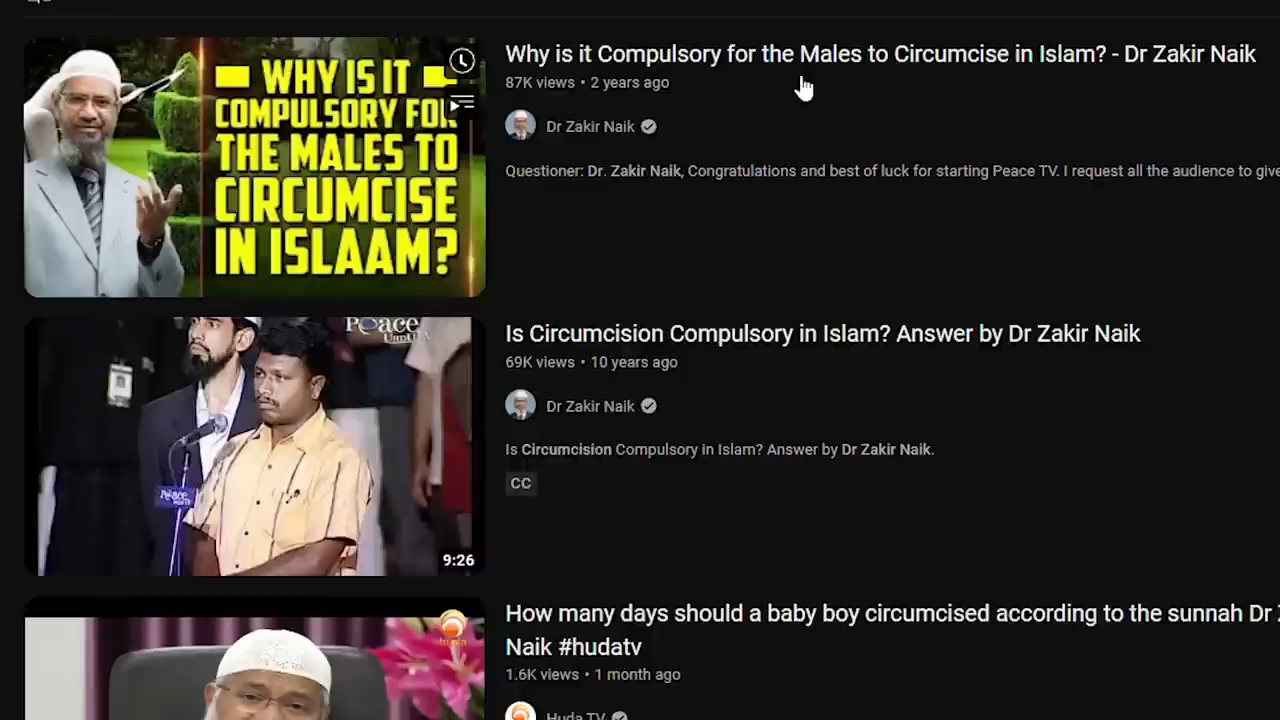 WHY IS IT
COMPULSORY FOR
THE MALES TO
CIRCUMCISE
IN ISLAAM?
Why is it Compulsory for the Males to Circumcise in Islam? - Dr Zakir Naik
87K views • 2 years ago
Dr Zakir Naik
Questioner: Dr. Zakir Naik, Congratulations and best of luck for starting Peace TV. I request all the audience to give
Peace
Peace
9:26
Is Circumcision Compulsory in Islam? Answer by Dr Zakir Naik
69K views • 10 years ago
Dr Zakir Naik
Is Circumcision Compulsory in Islam? Answer by Dr Zakir Naik.
CC
huda
How many days should a baby boy circumcised according to the sunnah Dr
Naik #hudatv
1.6K views • 1 month ago
Huda TV